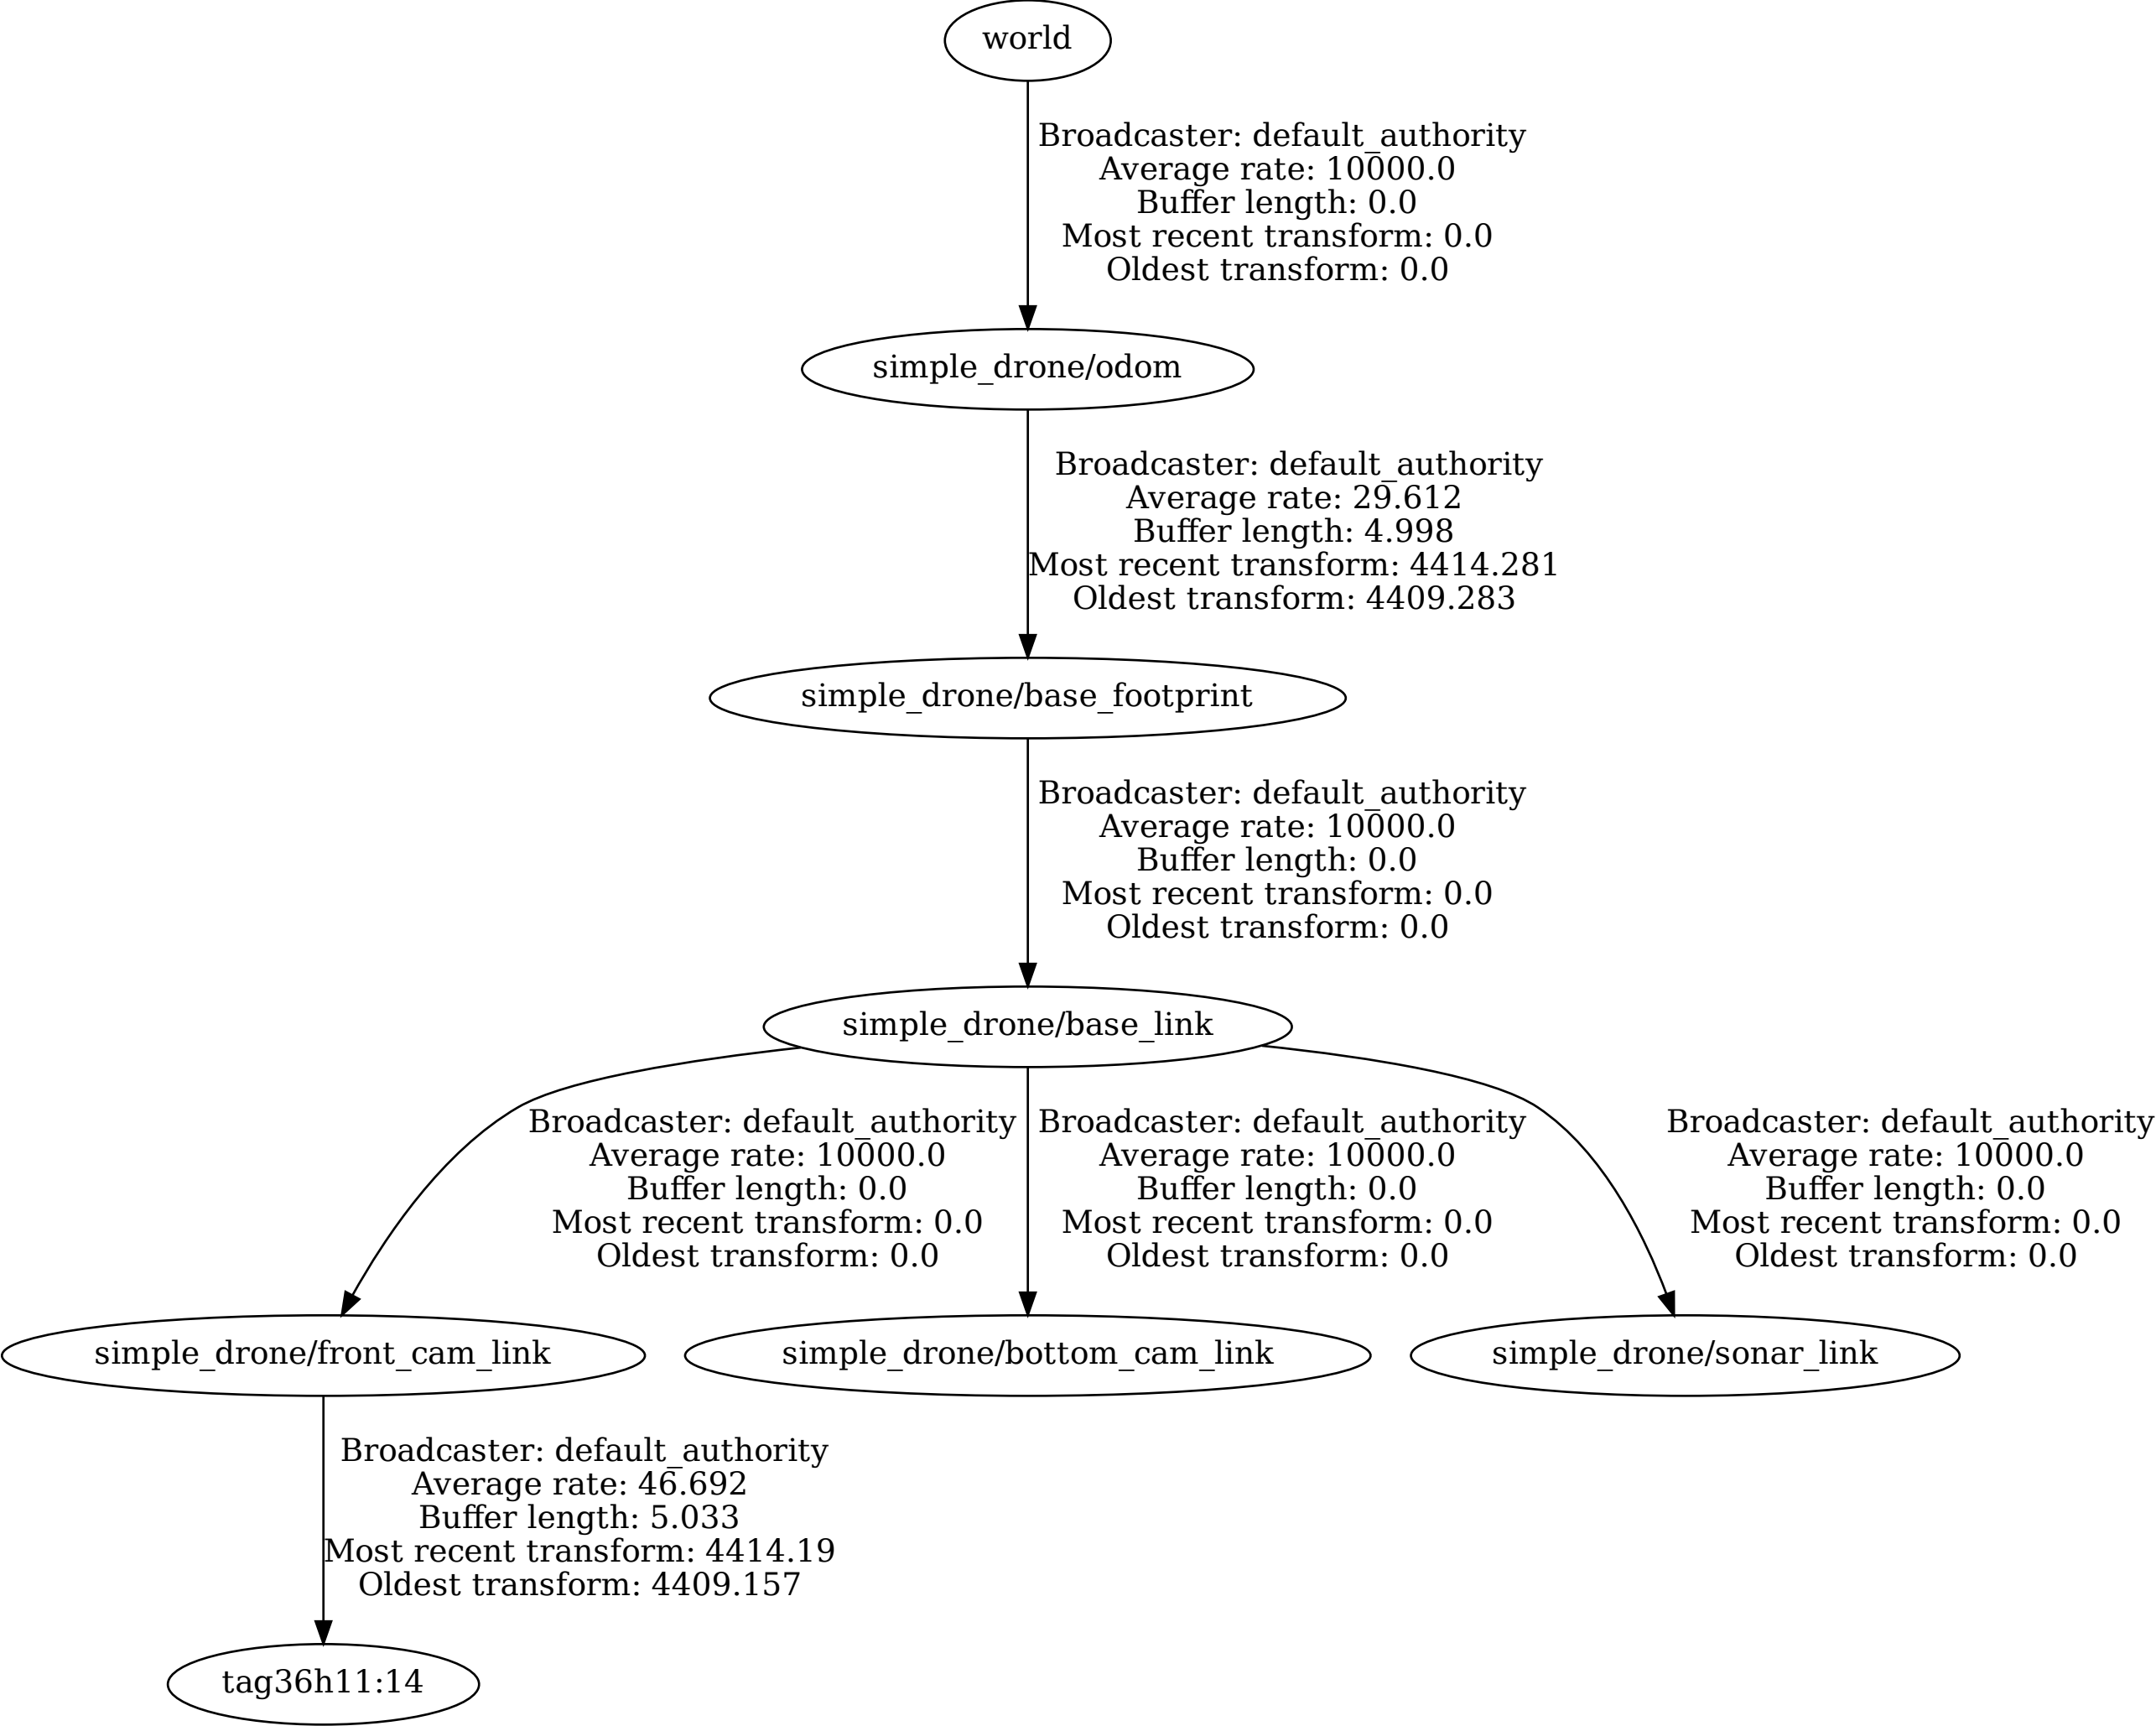 world
Broadcaster: default_authority
Average rate: 10000.0
Buffer length: 0.0
Most recent transform: 0.0
Oldest transform: 0.0
simple_drone/odom
Broadcaster: default_authority
Average rate: 29.612
Buffer length: 4.998
Most recent transform: 4414.281
Oldest transform: 4409.283
simple_drone/base_footprint
Broadcaster: default_authority
Average rate: 10000.0
Buffer length: 0.0
Most recent transform: 0.0
Oldest transform: 0.0
simple_drone/base_link
Broadcaster: default_authority
Average rate: 10000.0
Buffer length: 0.0
Most recent transform: 0.0
Oldest transform: 0.0
Broadcaster: default_authority
Average rate: 10000.0
Buffer length: 0.0
Most recent transform: 0.0
Oldest transform: 0.0
Broadcaster: default_authority
Average rate: 10000.0
Buffer length: 0.0
Most recent transform: 0.0
Oldest transform: 0.0
simple_drone/front_cam_link
simple_drone/bottom_cam_link
simple_drone/sonar_link
Broadcaster: default_authority
Average rate: 46.692
Buffer length: 5.033
Most recent transform: 4414.19
Oldest transform: 4409.157
tag36h11:14